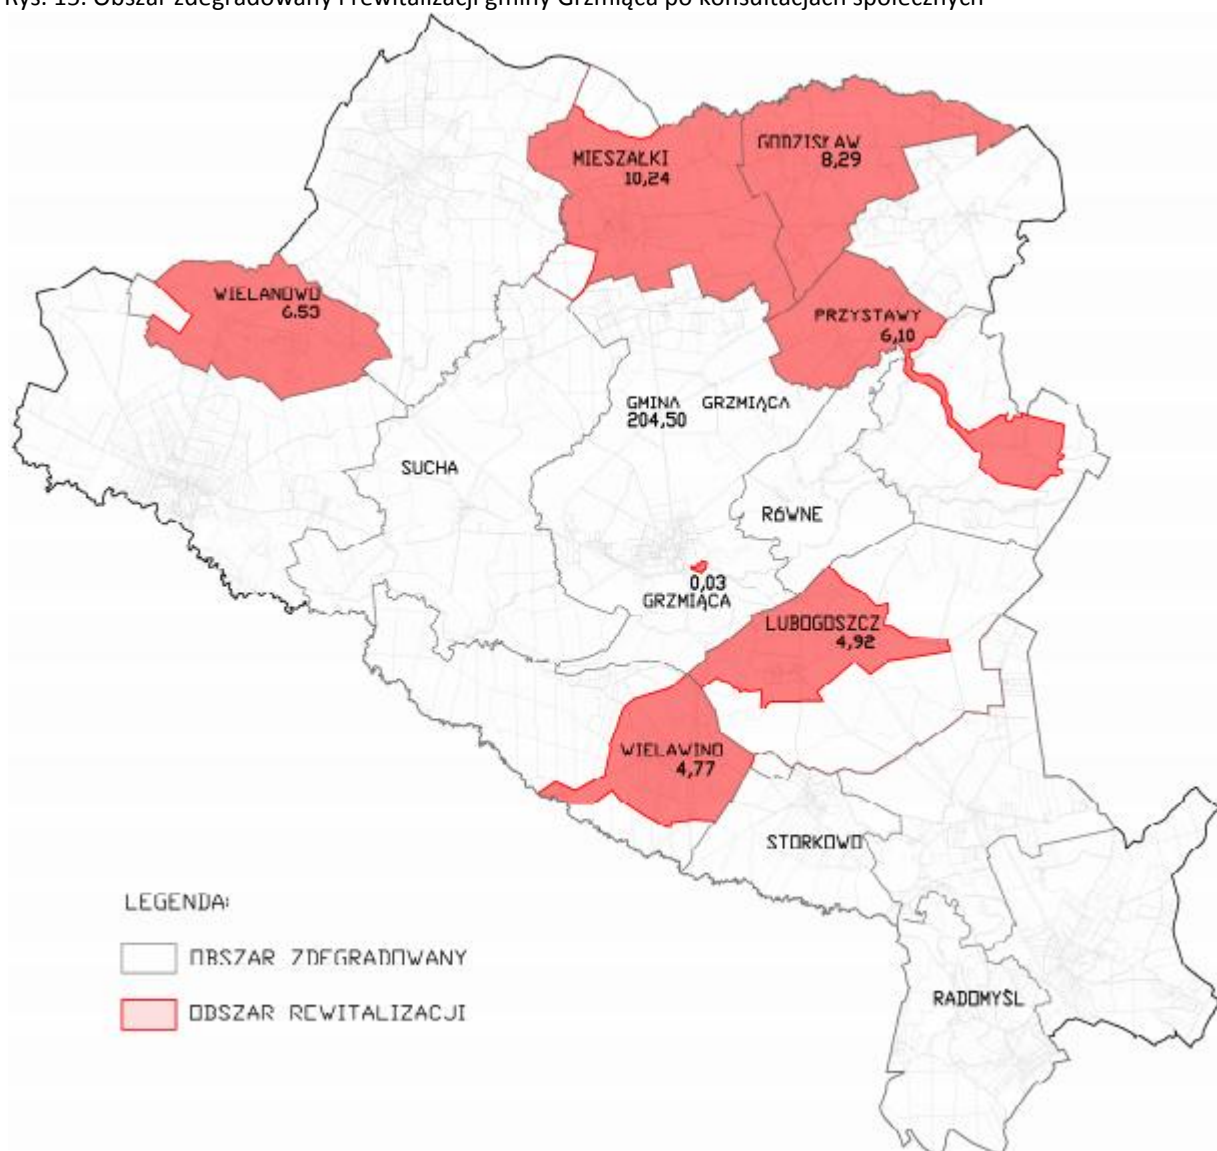 Rys. 13. Obszar zdegradowany i rewitalizacji gminy Grzmiąca po konsultacjach społecznych
GODZISŁAW
8,29
MIESZAŁKI
10,24
WIELANOWO
6,53
PRZYSTAWY
6,10
GMINA GRZMIĄCA
204,50
SUCHA
RÓWNE
0,03
GRZMIĄCA
LUBOGOSZCZ
4,92
WIELAWINO
4,77
STORKOWO
LEGENDA:
OBSZAR ZDEGRADOWANY
RADOMYŚL
OBSZAR REWITALIZACJI